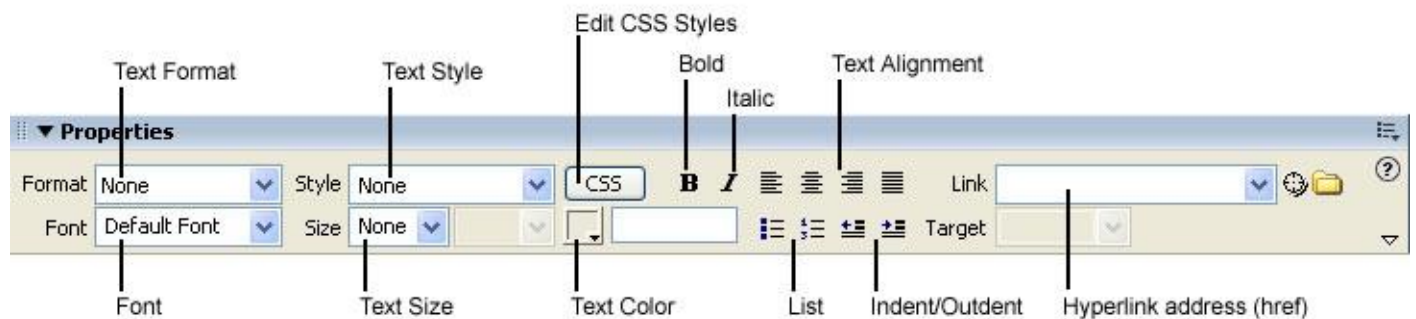 Edit CSS Styles
Text Format Text Style Bold Text Alignment
Italic
Properties
Format None Style None CSS B I Link
Font Default Font Size None Target
Font Text Size Text Color List Indent/Outdent Hyperlink address (href)